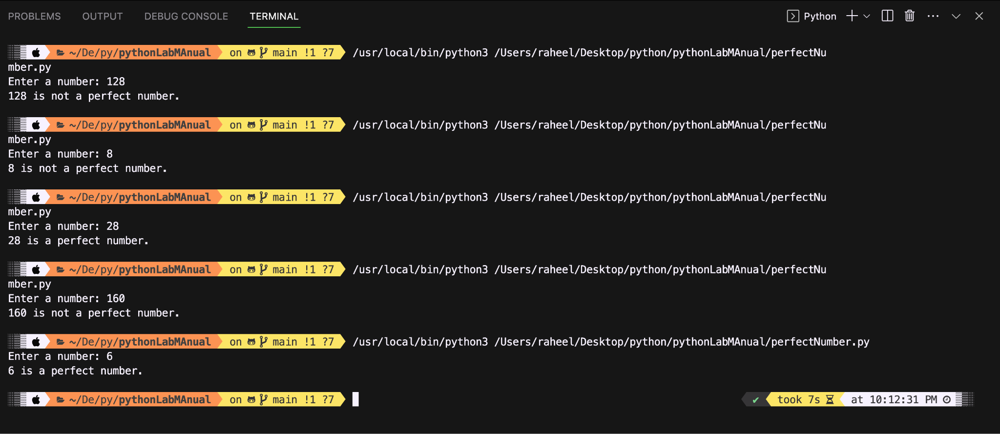 PROBLEMS OUTPUT DEBUG CONSOLE TERMINAL Python
~/De/py/pythonLabMAnual on main !1 ?7 /usr/local/bin/python3 /Users/raheel/Desktop/python/pythonLabMAnual/perfectNu
mber.py
Enter a number: 128
128 is not a perfect number.
~/De/py/pythonLabMAnual on main !1 ?7 /usr/local/bin/python3 /Users/raheel/Desktop/python/pythonLabMAnual/perfectNu
mber.py
Enter a number: 8
8 is not a perfect number.
~/De/py/pythonLabMAnual on main !1 ?7 /usr/local/bin/python3 /Users/raheel/Desktop/python/pythonLabMAnual/perfectNu
mber.py
Enter a number: 28
28 is a perfect number.
~/De/py/pythonLabMAnual on main !1 ?7 /usr/local/bin/python3 /Users/raheel/Desktop/python/pythonLabMAnual/perfectNu
mber.py
Enter a number: 160
160 is not a perfect number.
~/De/py/pythonLabMAnual on main !1 ?7 /usr/local/bin/python3 /Users/raheel/Desktop/python/pythonLabMAnual/perfectNumber.py
Enter a number: 6
6 is a perfect number.
~/De/py/pythonLabMAnual on main !1 ?7 ✔ took 7s at 10:12:31 PM